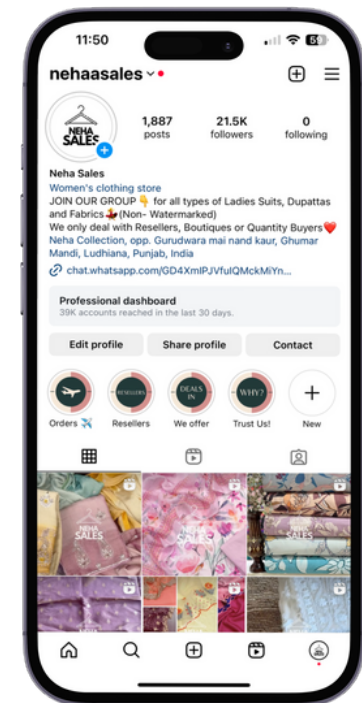 11:50
59
nehaasales
NEHA
SALES
1,887
posts
21.5K
followers
0
following
Neha Sales
Women's clothing store
JOIN OUR GROUP 👇 for all types of Ladies Suits, Dupattas
and Fabrics💃(Non- Watermarked)
We only deal with Resellers, Boutiques or Quantity Buyers❤️
Neha Collection, opp. Gurudwara mai nand kaur, Ghumar
Mandi, Ludhiana, Punjab, India
chat.whatsapp.com/GD4XmIPJVfuIQMckMiYn...
Professional dashboard
39K accounts reached in the last 30 days.
Edit profile
Share profile
Contact
RESELLERS
DEALS
IN
WHY?
Orders ✈️
Resellers
We offer
Trust Us!
New
NEHA
SALES
NEHA
SALES
NEHA
SALES